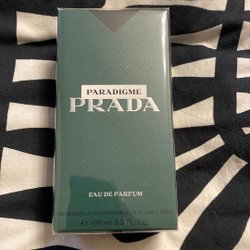 PARADIGME
PRADA
EAU DE PARFUM
100 ml 3.3 FL. OZ